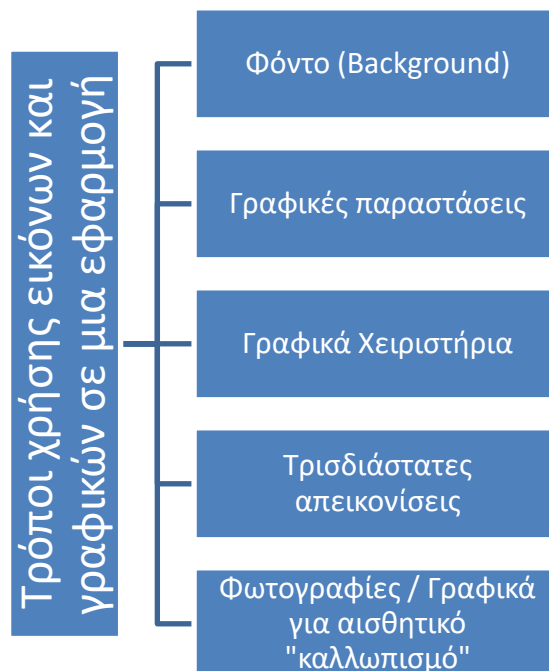 Τρόποι χρήσης εικόνων και
γραφικών σε μια εφαρμογή
Φόντο (Background)
Γραφικές παραστάσεις
Γραφικά Χειριστήρια
Τρισδιάστατες
απεικονίσεις
Φωτογραφίες / Γραφικά
για αισθητικό
"καλλωπισμό"